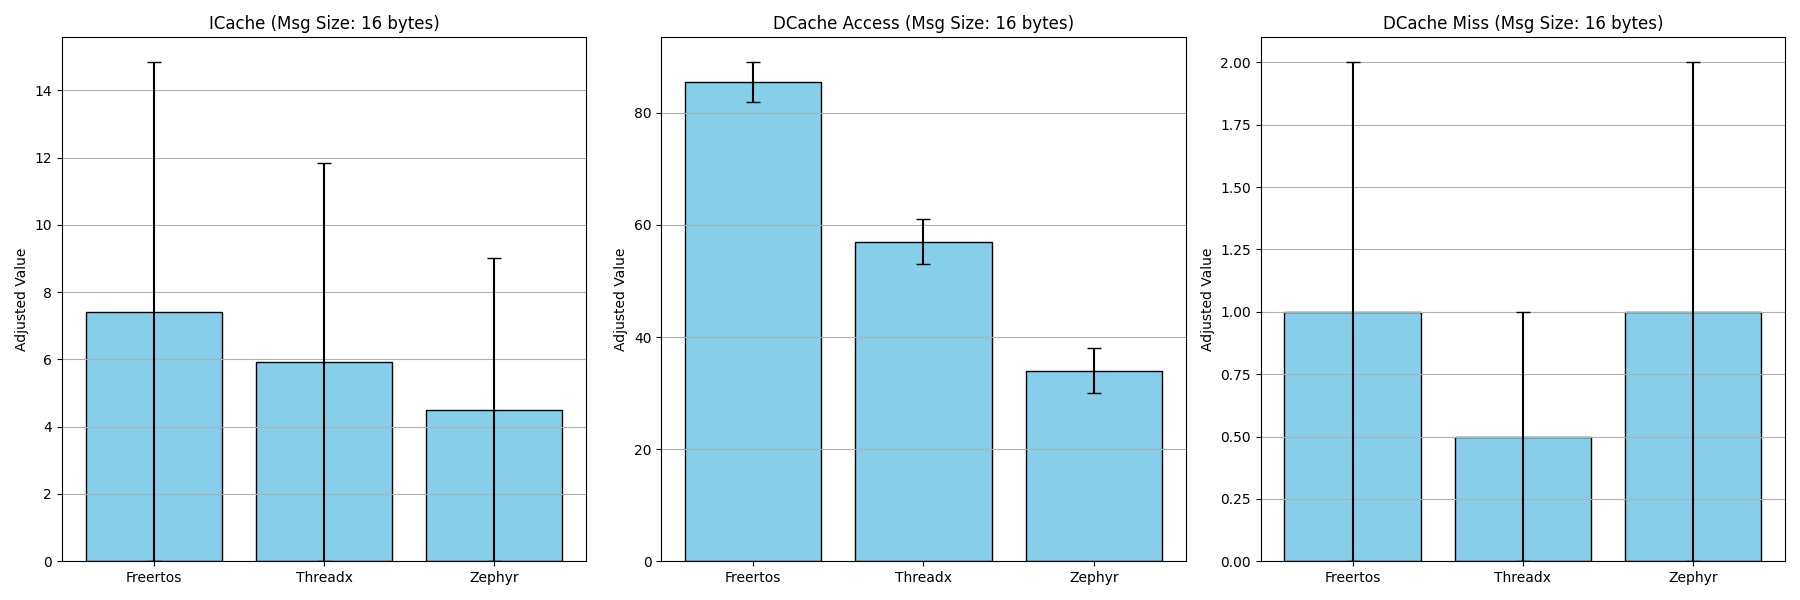 ICache (Msg Size: 16 bytes)
Adjusted Value
14
12
10
8
6
4
2
0
Freertos Threadx Zephyr
DCache Access (Msg Size: 16 bytes)
Adjusted Value
80
60
40
20
0
Freertos Threadx Zephyr
DCache Miss (Msg Size: 16 bytes)
Adjusted Value
2.00
1.75
1.50
1.25
1.00
0.75
0.50
0.25
0.00
Freertos Threadx Zephyr